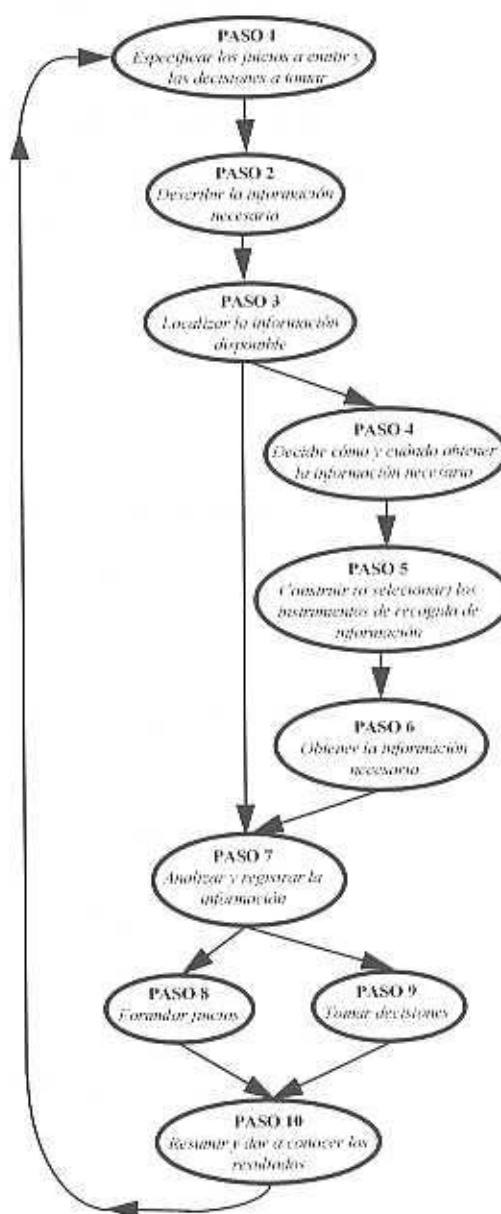 PASO 1
Especificar los juicios a emitir y
las decisiones a tomar
PASO 2
Describir la información
necesaria
PASO 3
Localizar la información
disponible
PASO 4
Decidir cómo y cuándo obtener
la información necesaria
PASO 5
Construir (o selecionar) los
instrumentos de recogida de
información
PASO 6
Obtener la información
necesaria
PASO 7
Analizar y registrar la
información
PASO 8
Formular juicios
PASO 9
Tomar decisiones
PASO 10
Resumir y dar a conocer los
resultados